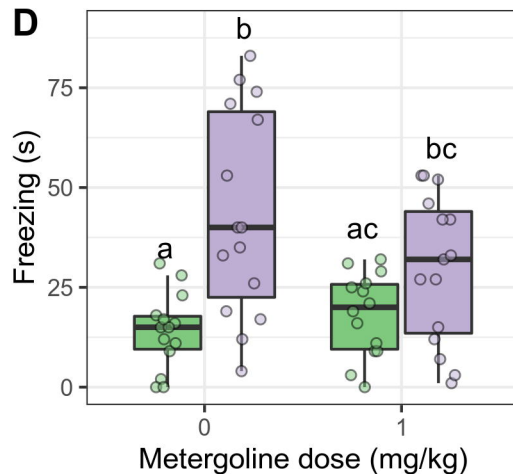 D
b
a
ac
bc
Freezing (s)
75
50
25
0
0
1
Metergoline dose (mg/kg)